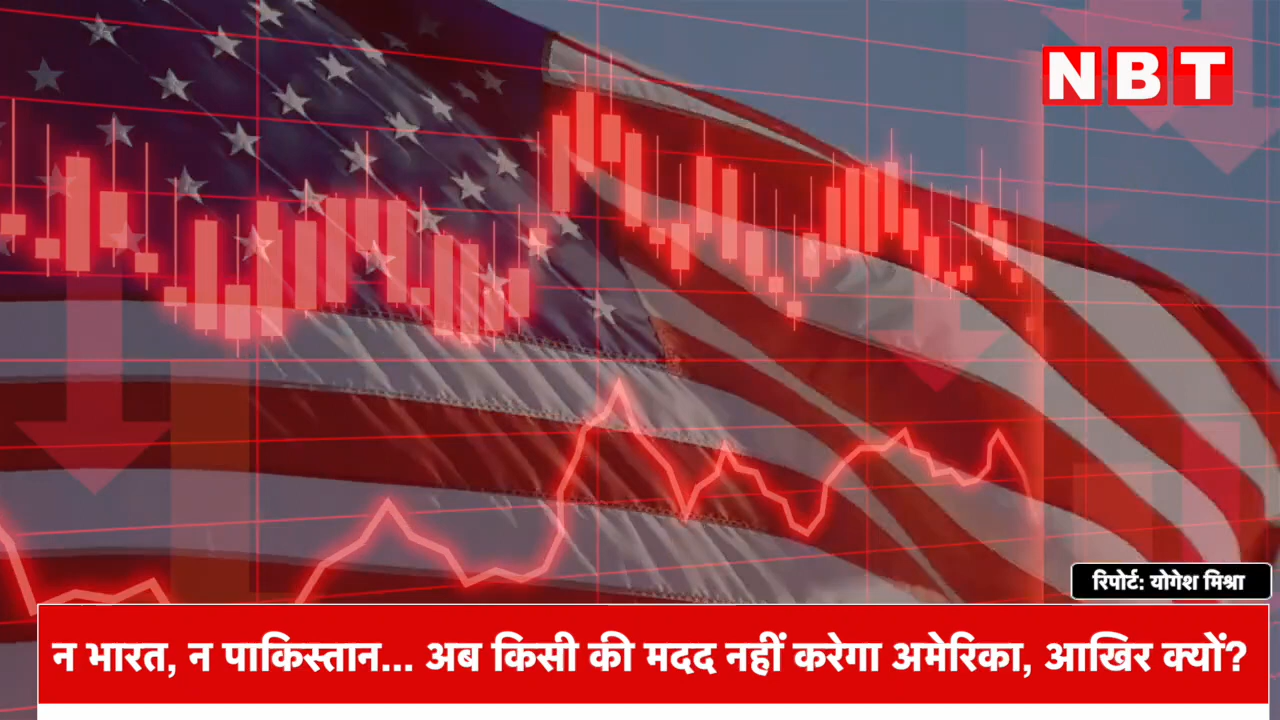 NBT
रिपोर्ट: योगेश मिश्रा
न भारत, न पाकिस्तान... अब किसी की मदद नहीं करेगा अमेरिका, आखिर क्यों?